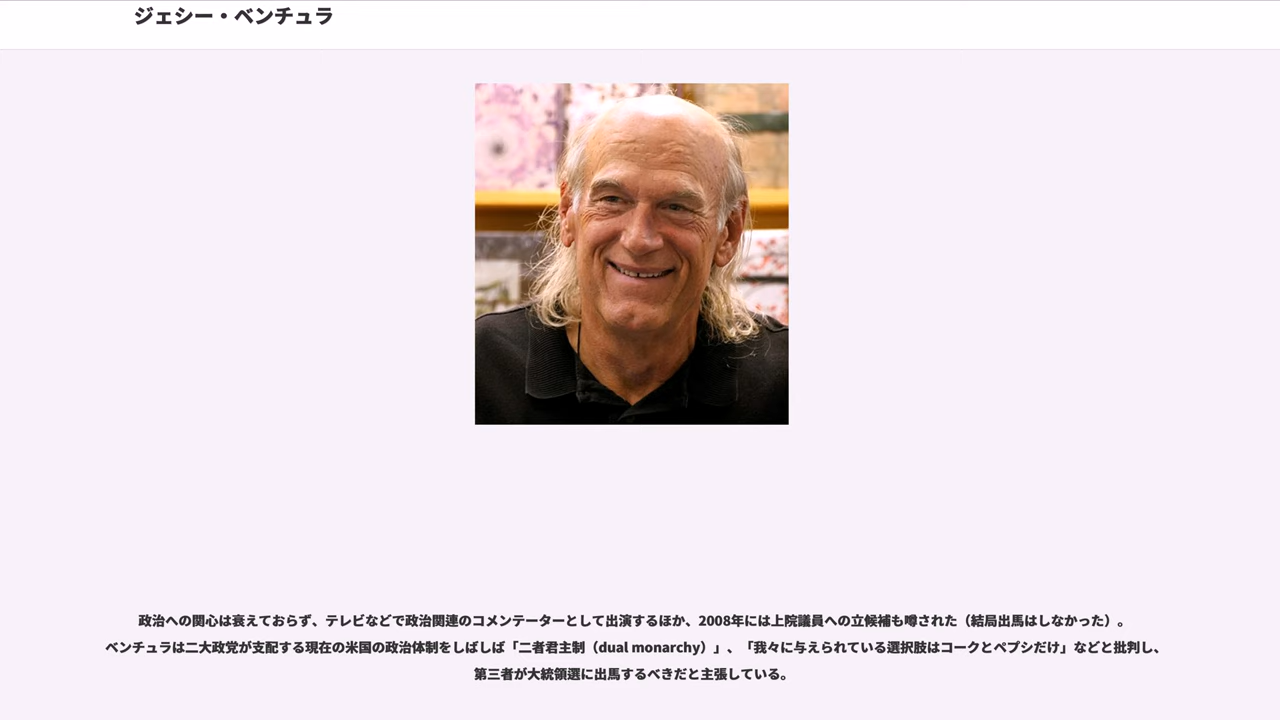 ジェシー・ベンチュラ
政治への関心は衰えておらず、テレビなどで政治関連のコメンテーターとして出演するほか、2008年には上院議員への立候補も噂された（結局出馬はしなかった）。
ベンチュラは二大政党が支配する現在の米国の政治体制をしばしば「二者君主制（dual monarchy）」、「我々に与えられている選択肢はコークとペプシだけ」などと批判し、
第三者が大統領選に出馬するべきだと主張している。